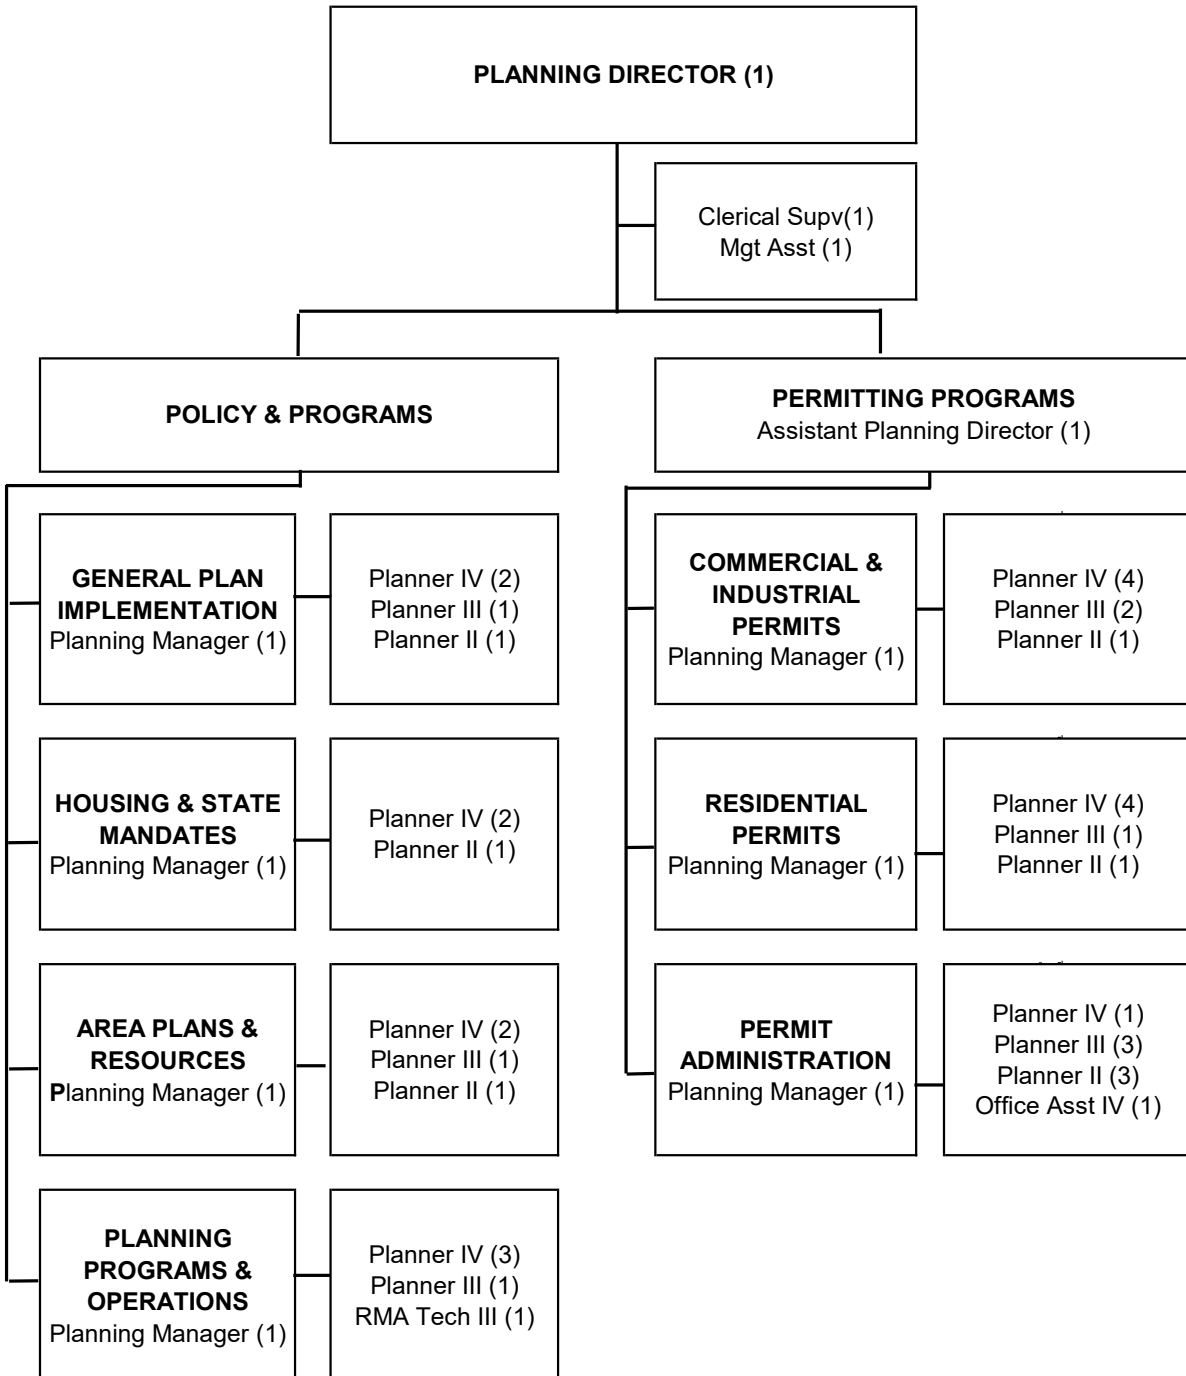 PLANNING DIRECTOR (1)
Clerical Supv(1)
Mgt Asst (1)
POLICY & PROGRAMS
PERMITTING PROGRAMS
Assistant Planning Director (1)
GENERAL PLAN
IMPLEMENTATION
Planning Manager (1)
Planner IV (2)
Planner III (1)
Planner II (1)
COMMERCIAL &
INDUSTRIAL
PERMITS
Planning Manager (1)
Planner IV (4)
Planner III (2)
Planner II (1)
HOUSING & STATE
MANDATES
Planning Manager (1)
Planner IV (2)
Planner II (1)
RESIDENTIAL
PERMITS
Planning Manager (1)
Planner IV (4)
Planner III (1)
Planner II (1)
AREA PLANS &
RESOURCES
Planning Manager (1)
Planner IV (2)
Planner III (1)
Planner II (1)
PERMIT
ADMINISTRATION
Planning Manager (1)
Planner IV (1)
Planner III (3)
Planner II (3)
Office Asst IV (1)
PLANNING
PROGRAMS &
OPERATIONS
Planning Manager (1)
Planner IV (3)
Planner III (1)
RMA Tech III (1)